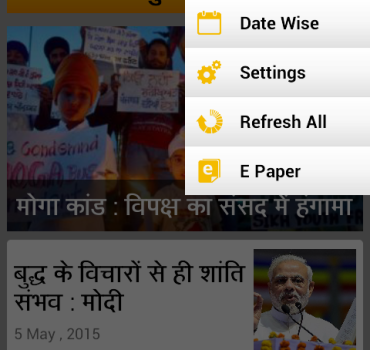 Date Wise
Settings
Refresh All
E Paper
मोगा कांड : विपक्ष का संसद में हंगामा
बुद्ध के विचारों से ही शांति
संभव : मोदी
5 May , 2015